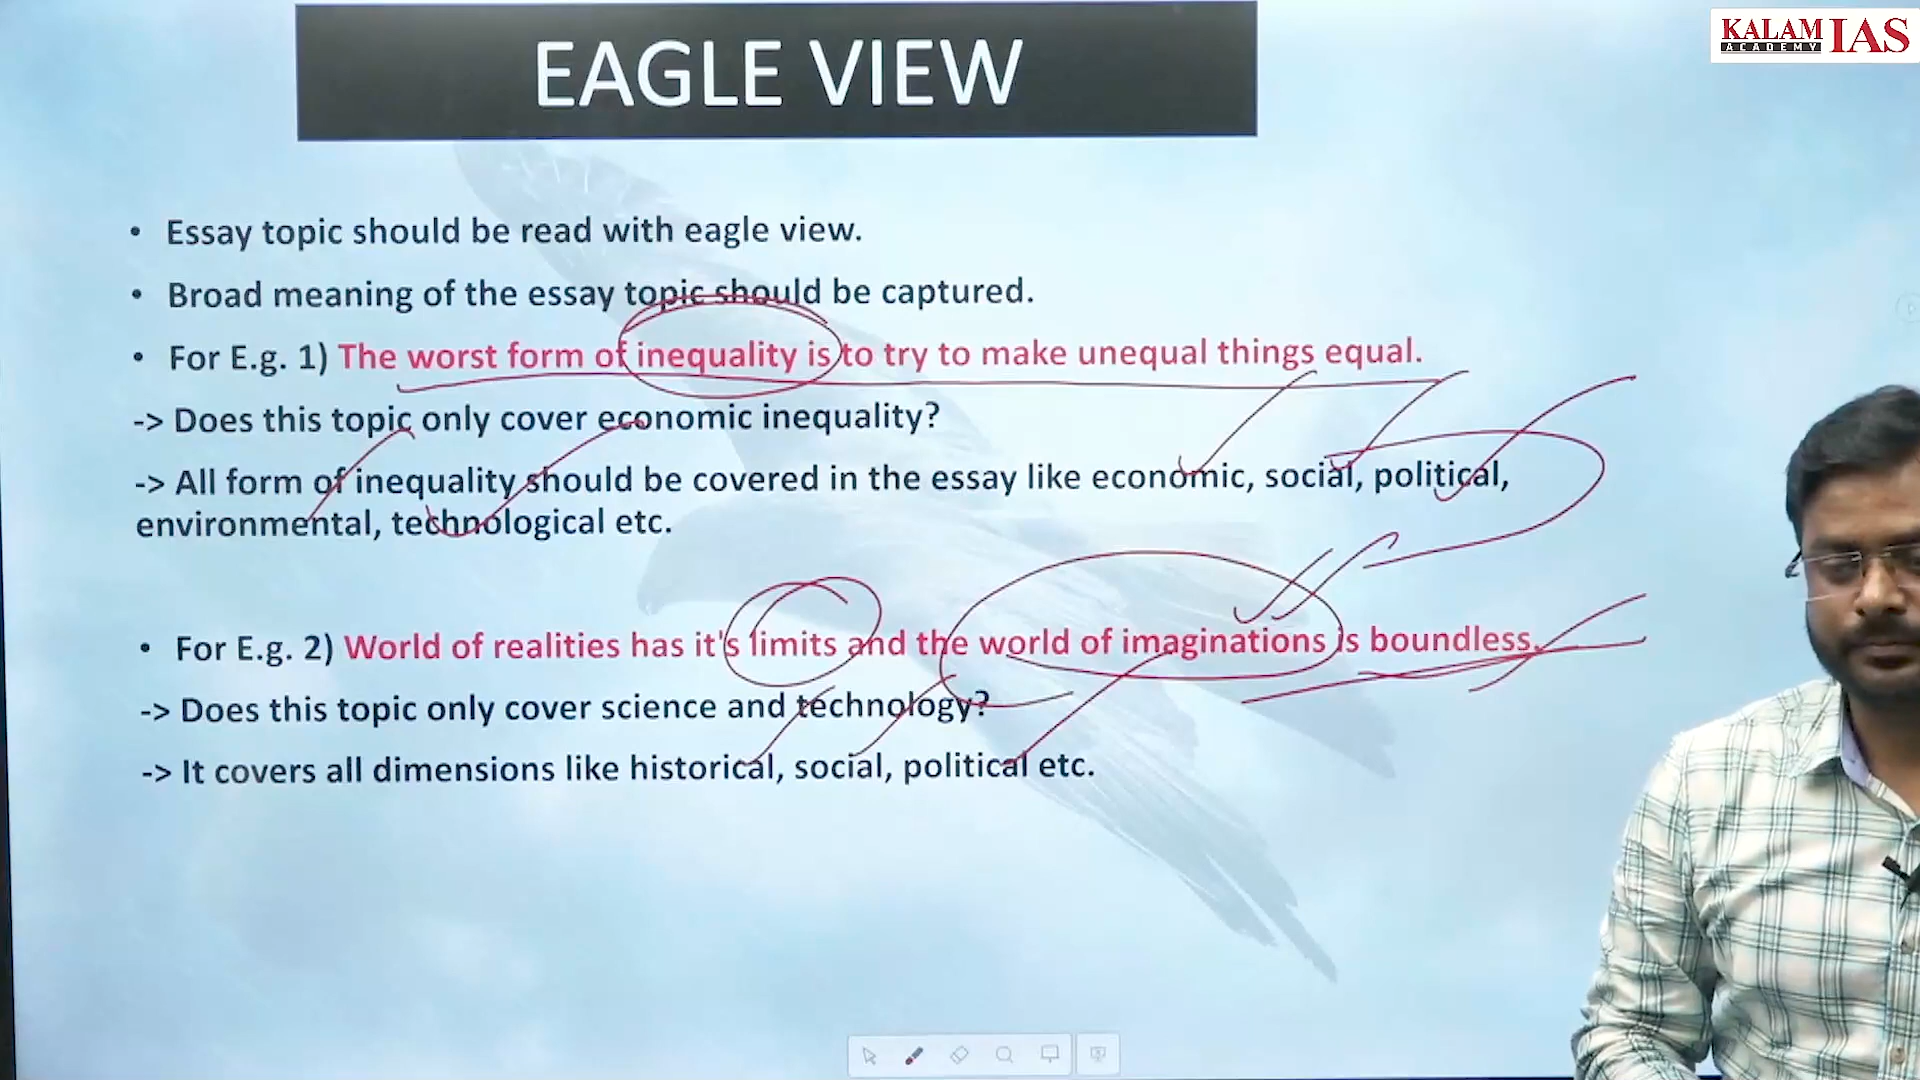 KALAM IAS
ACADEMY
EAGLE VIEW
• Essay topic should be read with eagle view.
• Broad meaning of the essay topic should be captured.
• For E.g. 1) The worst form of inequality is to try to make unequal things equal.
-> Does this topic only cover economic inequality?
-> All form of inequality should be covered in the essay like economic, social, political,
environmental, technological etc.
• For E.g. 2) World of realities has it's limits and the world of imaginations is boundless.
-> Does this topic only cover science and technology?
-> It covers all dimensions like historical, social, political etc.